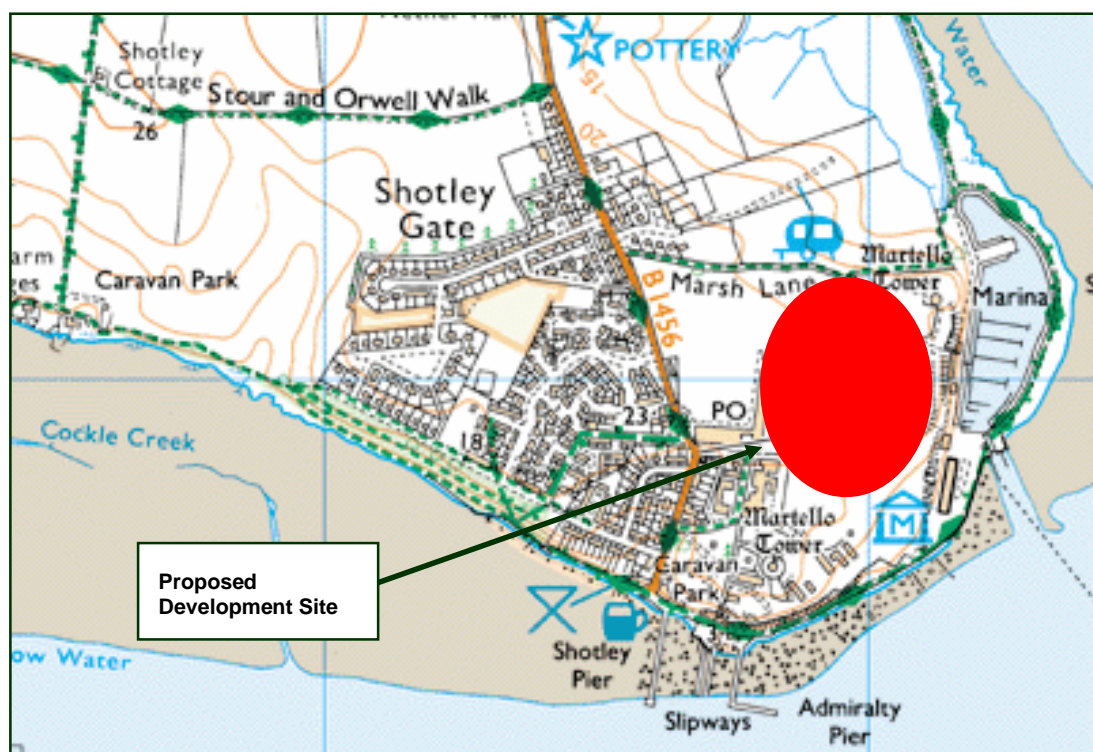 POTTERY
Water
Shotley
Cottage
26
Stour and Orwell Walk
15
20
Shotley
Gate
Caravan Park
B 1456
Marsh Lane
Martello
Tower
Marina
PO
23
18
Cockle Creek
Martello
Tower
M
Caravan
Park
Proposed
Development Site
Water
Shotley
Pier
Slipways
Admiralty
Pier